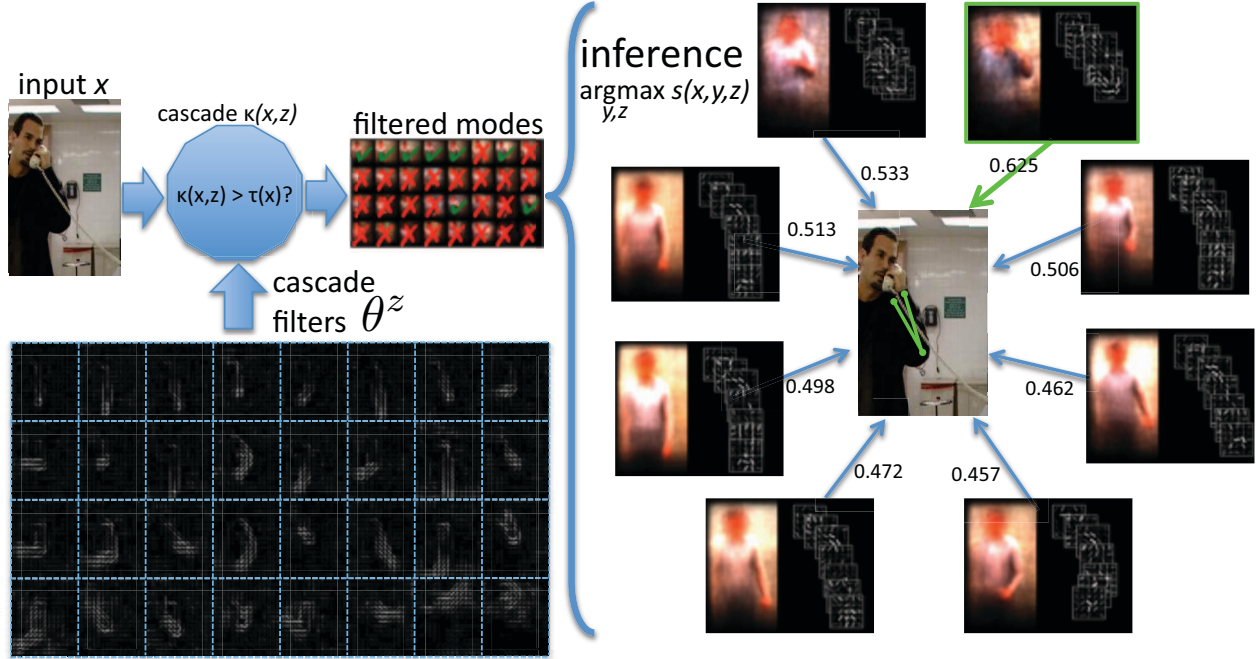 input x
cascade κ(x,z)
κ(x,z) > τ(x)?
filtered modes
cascade
filters θᶻ
inference
argmax s(x,y,z)
y,z
0.533
0.625
0.513
0.506
0.498
0.462
0.472
0.457